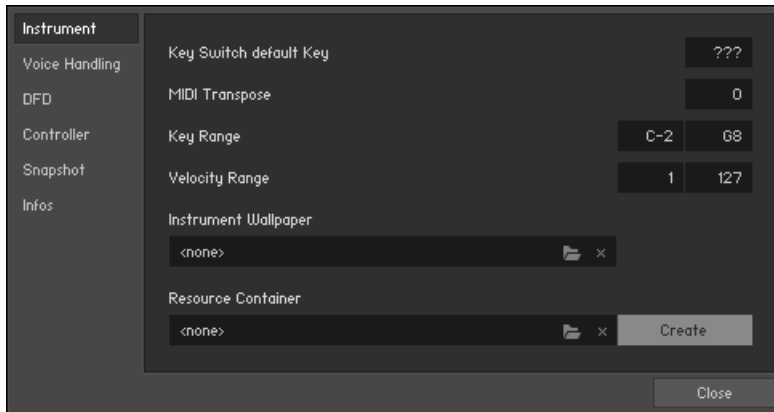 Instrument
Voice Handling
DFD
Controller
Snapshot
Infos
Key Switch default Key ???
MIDI Transpose 0
Key Range C-2 G8
Velocity Range 1 127
Instrument Wallpaper
<none> ×
Resource Container
<none> × Create
Close